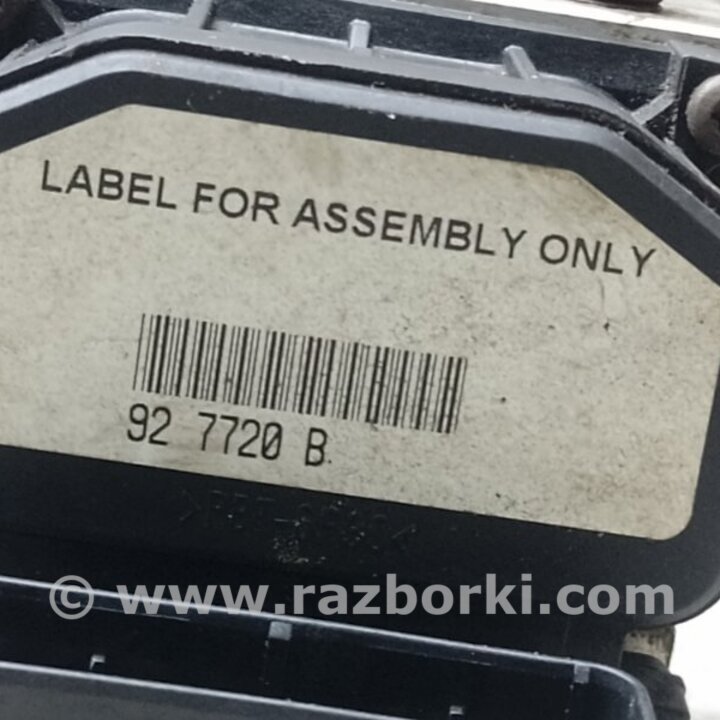 LABEL FOR ASSEMBLY ONLY
92 7720 B
© www.razborki.com